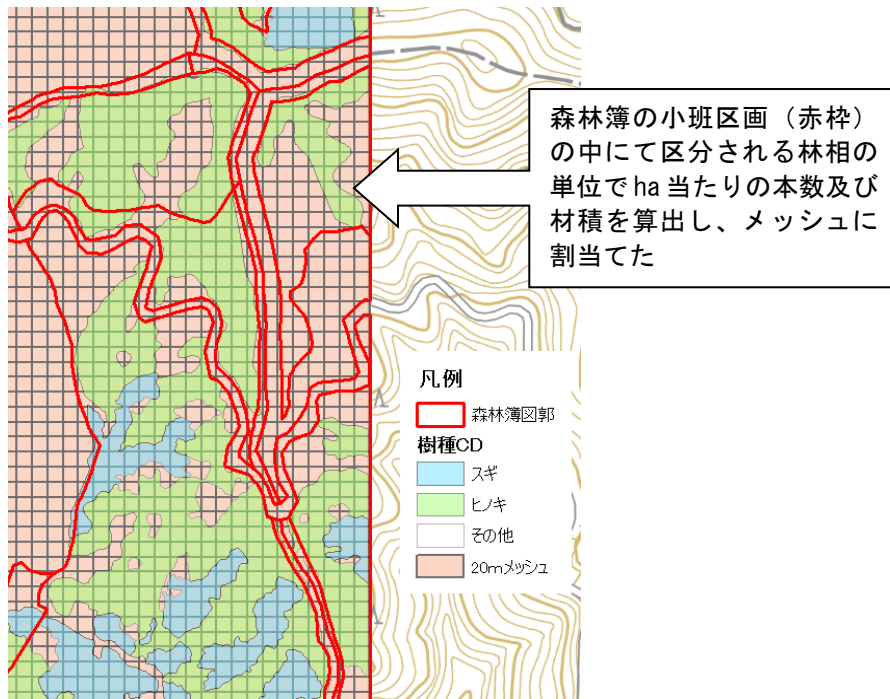 森林簿の小班区画（赤枠）
の中にて区分される林相の
単位でha当たりの本数及び
材積を算出し、メッシュに
割当てた
凡例
森林簿図郭
樹種CD
スギ
ヒノキ
その他
20mメッシュ